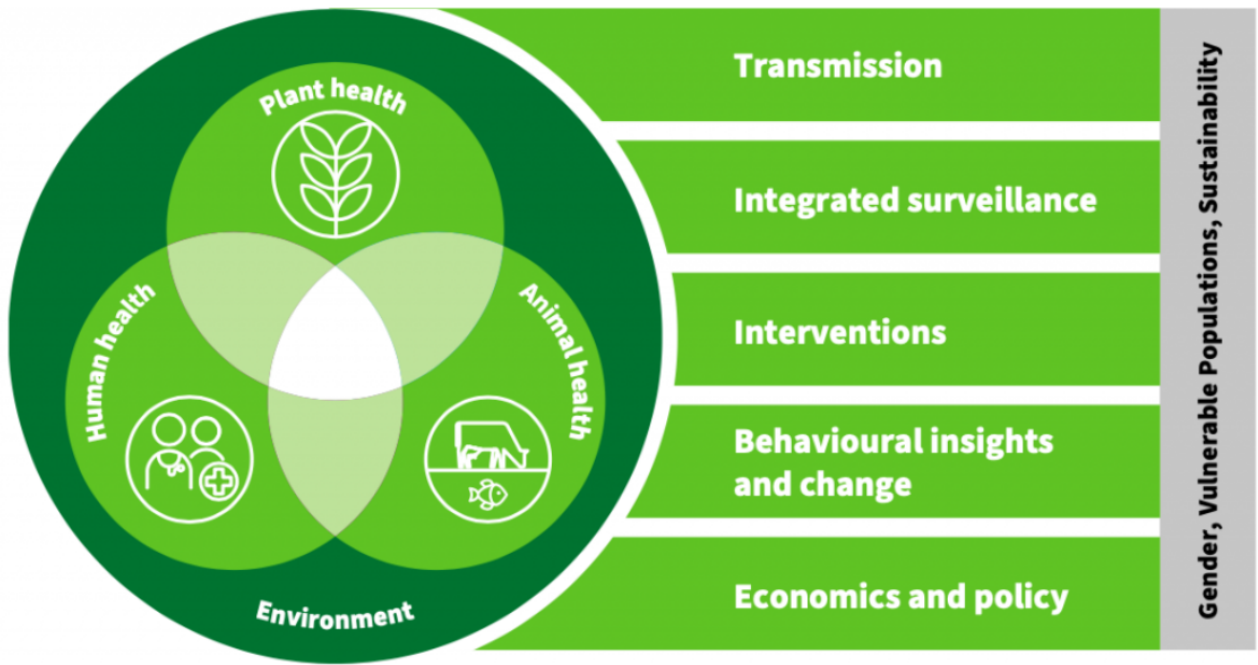 Plant health
Human health
Animal health
Environment
Transmission
Integrated surveillance
Interventions
Behavioural insights
and change
Economics and policy
Gender, Vulnerable Populations, Sustainability